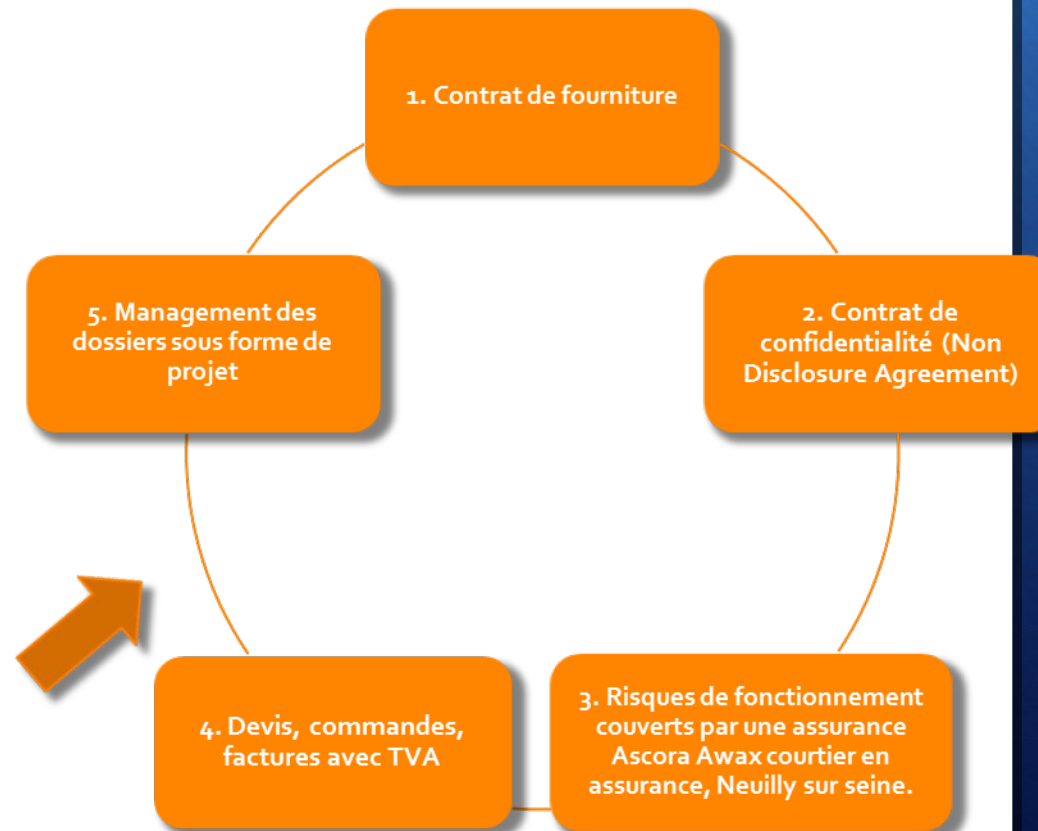 1. Contrat de fourniture
2. Contrat de
confidentialité (Non
Disclosure Agreement)
3. Risques de fonctionnement
couverts par une assurance
Ascora Awax courtier en
assurance, Neuilly sur seine.
4. Devis, commandes,
factures avec TVA
5. Management des
dossiers sous forme de
projet